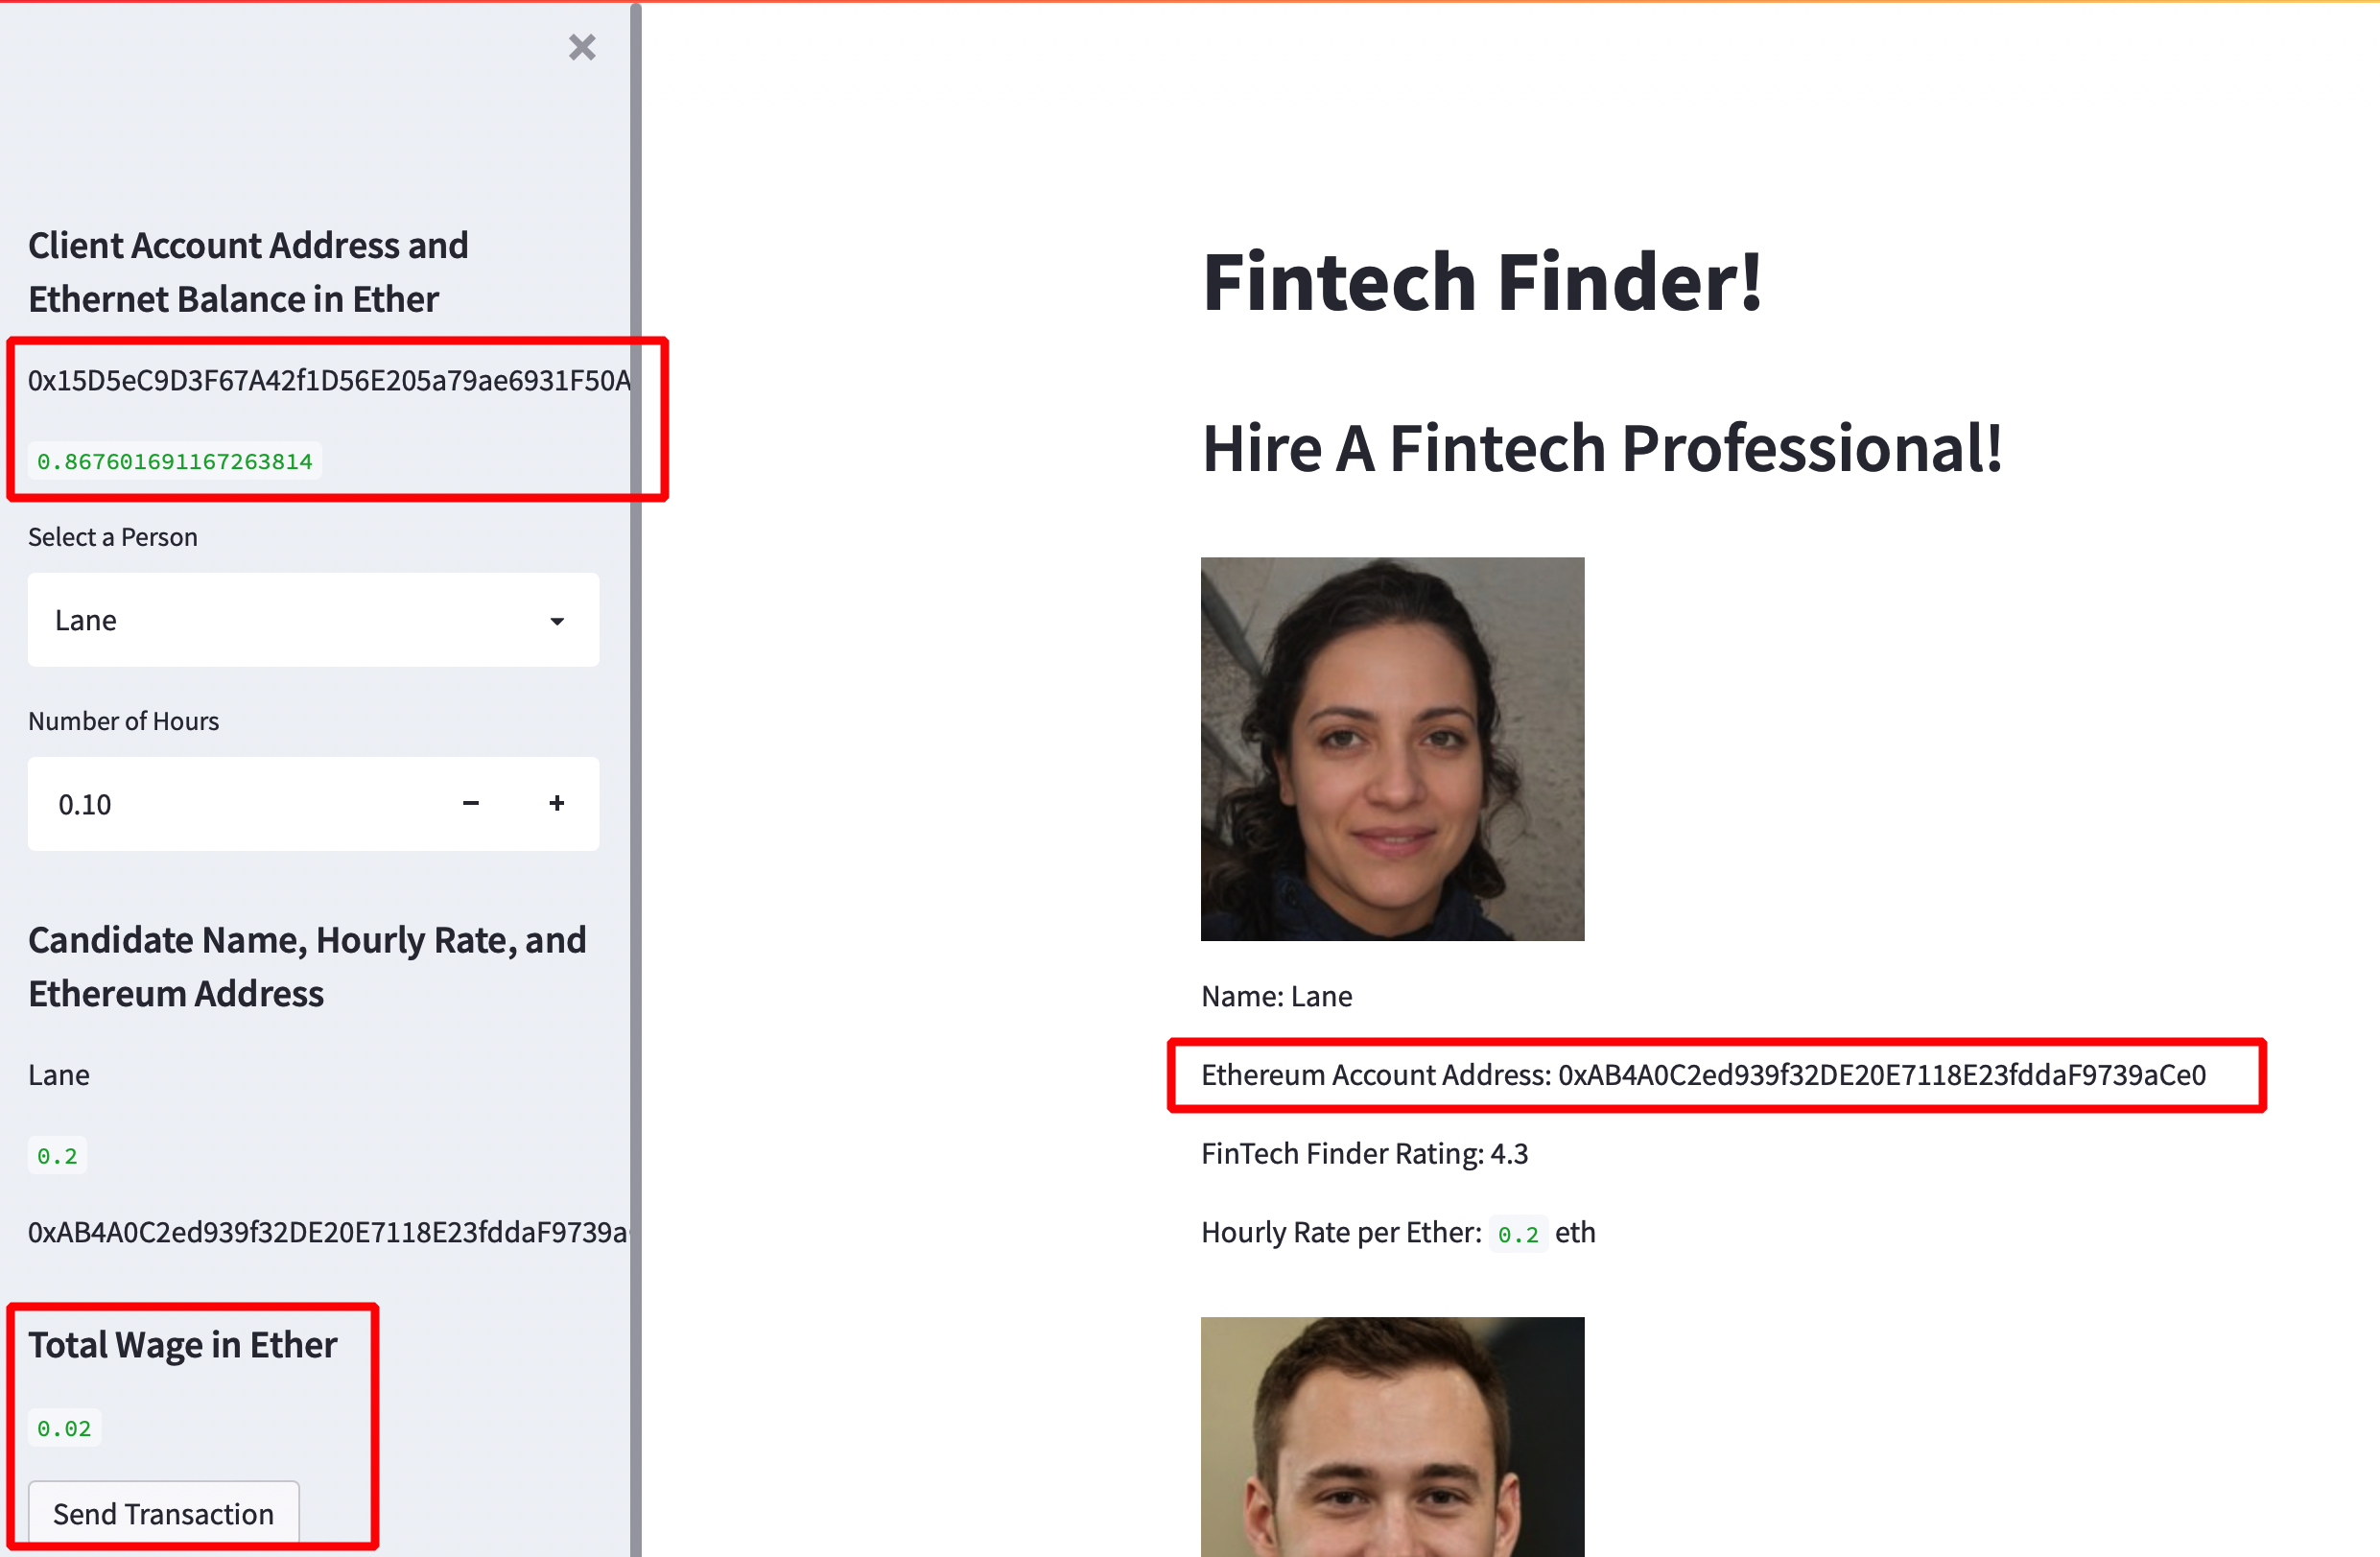 Client Account Address and
Ethernet Balance in Ether
0x15D5eC9D3F67A42f1D56E205a79ae6931F50A
0.867601691167263814
Select a Person
Lane
Number of Hours
0.10
Candidate Name, Hourly Rate, and
Ethereum Address
Lane
0.2
0xAB4A0C2ed939f32DE20E7118E23fddaF9739a
Total Wage in Ether
0.02
Send Transaction
Fintech Finder!
Hire A Fintech Professional!
Name: Lane
Ethereum Account Address: 0xAB4A0C2ed939f32DE20E7118E23fddaF9739aCe0
FinTech Finder Rating: 4.3
Hourly Rate per Ether: 0.2 eth